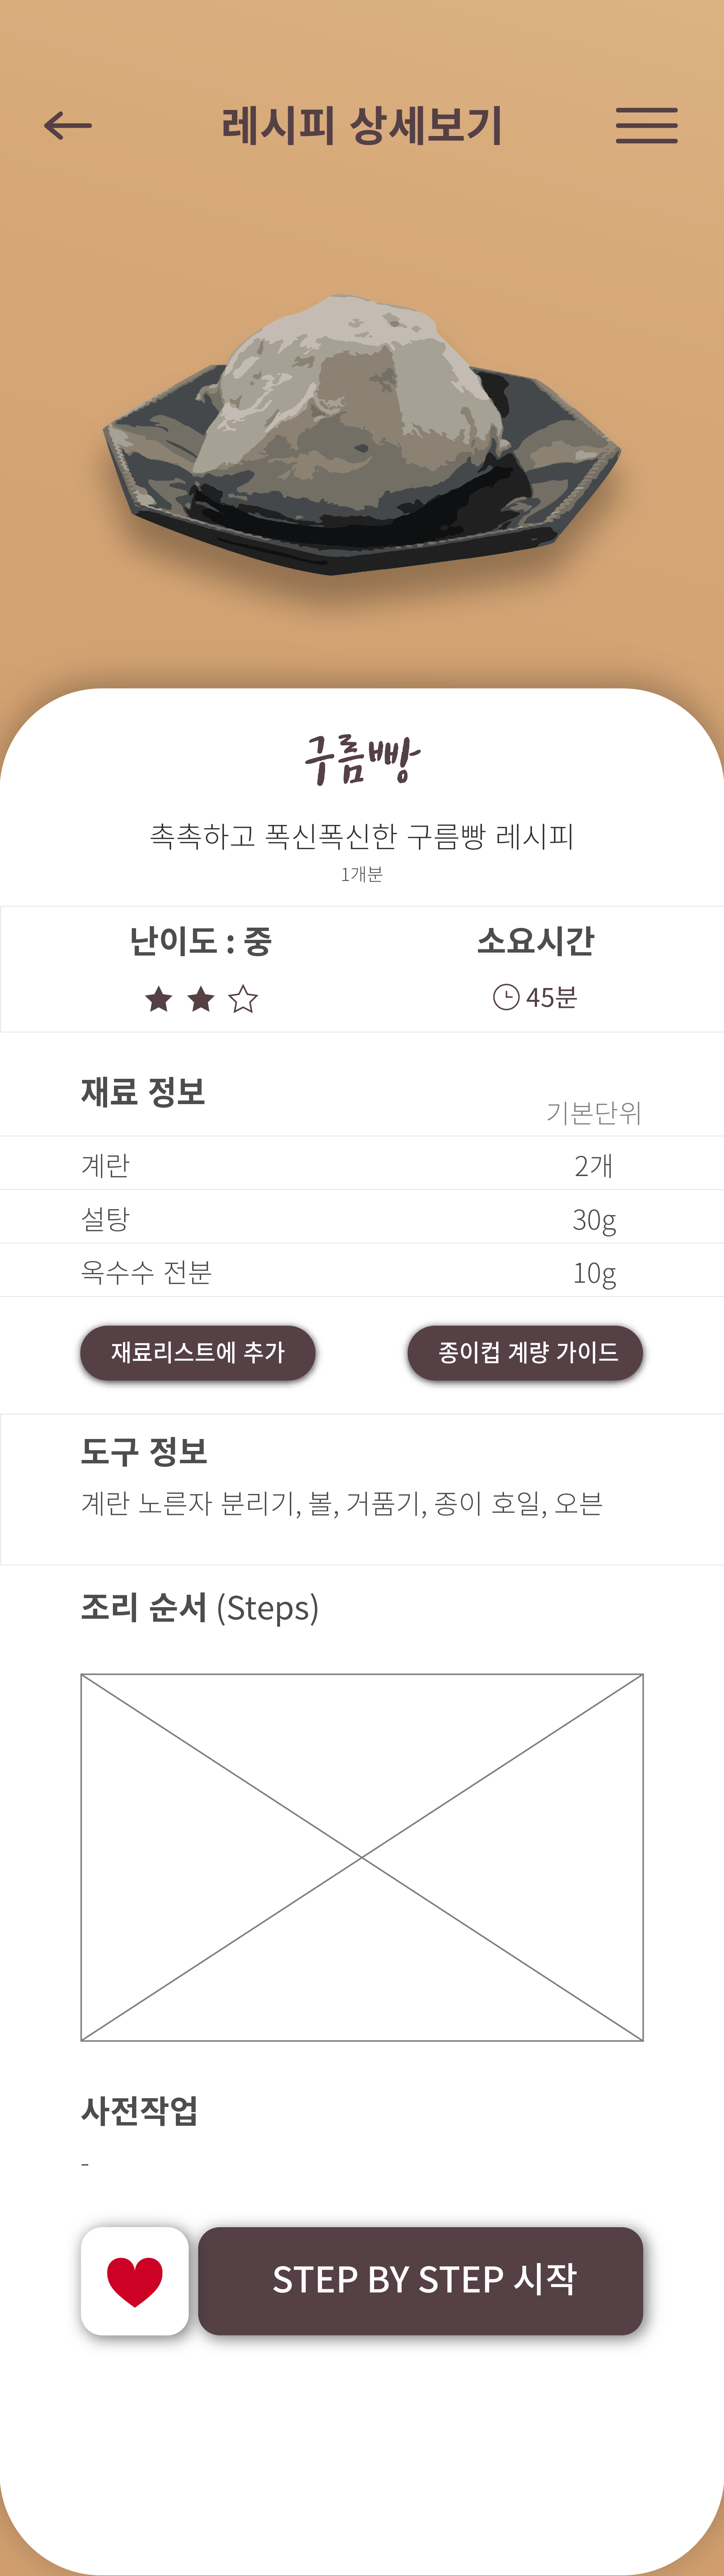 레시피 상세보기
구름빵
촉촉하고 폭신폭신한 구름빵 레시피
1개분
난이도 : 중
소요시간
45분
재료 정보
기본단위
계란 2개
설탕 30g
옥수수 전분 10g
재료리스트에 추가
종이컵 계량 가이드
도구 정보
계란 노른자 분리기, 볼, 거품기, 종이 호일, 오븐
조리 순서 (Steps)
사전작업
-
STEP BY STEP 시작